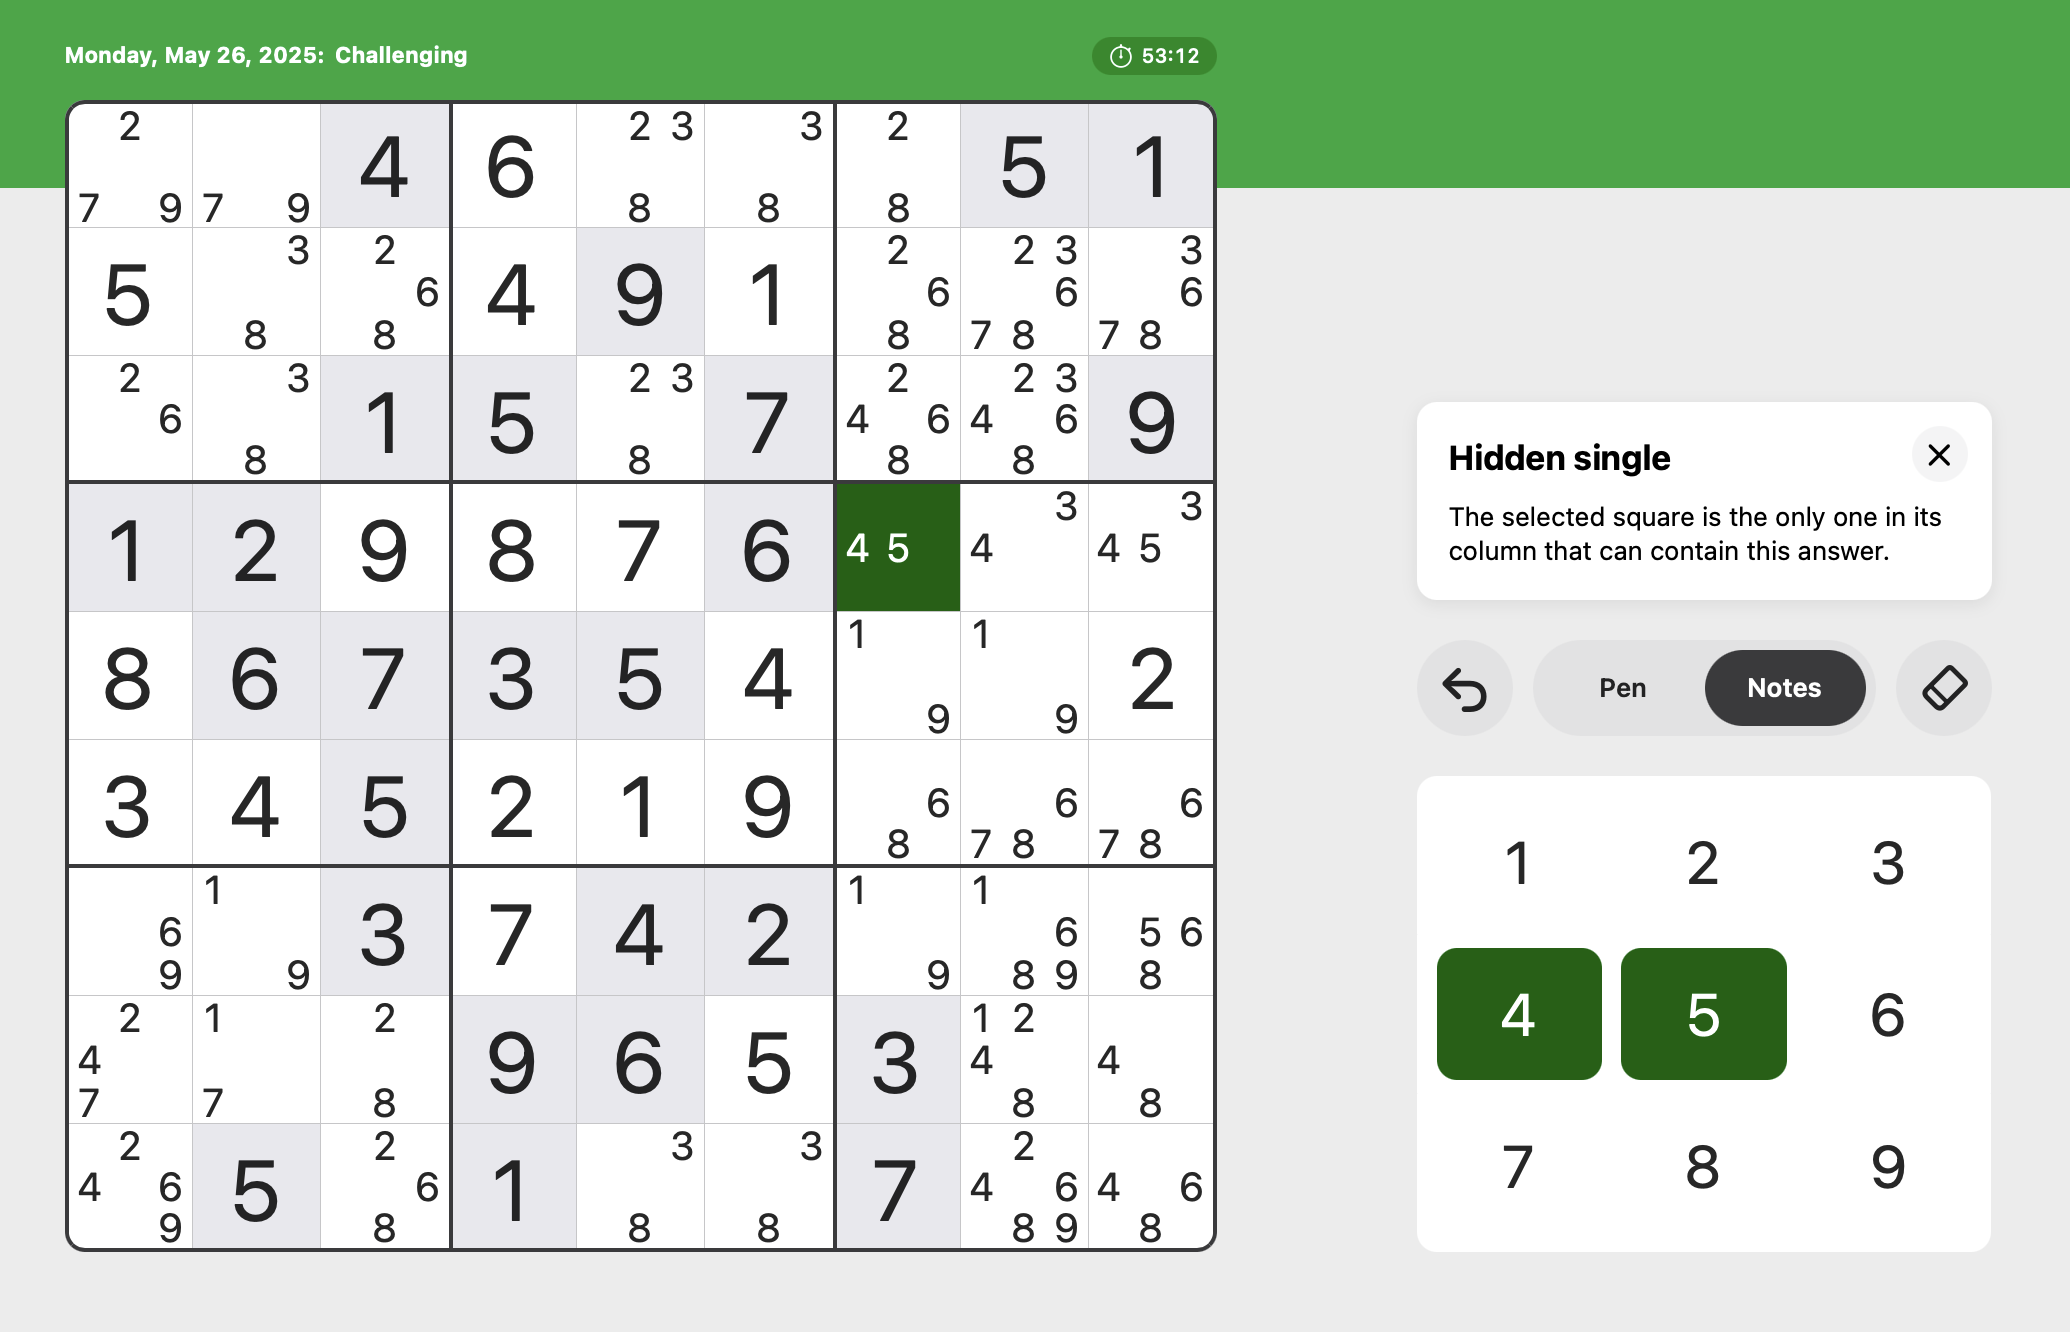 Monday, May 26, 2025: Challenging
53:12
2 2 3 3 2
4 6 5 1
7 9 7 9 8 8 8
3 2 2 2 3 3
5 6 4 9 1 6 6 6
8 8 8 7 8 7 8
2 3 2 3 2 2 3
6 1 5 7 4 6 4 6 9
8 8 8 8
3 3
1 2 9 8 7 6 4 5 4 4 5
1 1
8 6 7 3 5 4 2
9 9
3 4 5 2 1 9 6 6 6
8 7 8 7 8
1 1 1
6 3 7 4 2 6 5 6
9 9 9 8 9 8
2 1 2 1 2
4 9 6 5 3 4 4
7 7 8 8 8
2 2 3 3 2
4 6 5 6 1 7 4 6 4 6
9 8 8 8 8 9 8
Hidden single
The selected square is the only one in its
column that can contain this answer.
Pen Notes
1 2 3
4 5 6
7 8 9